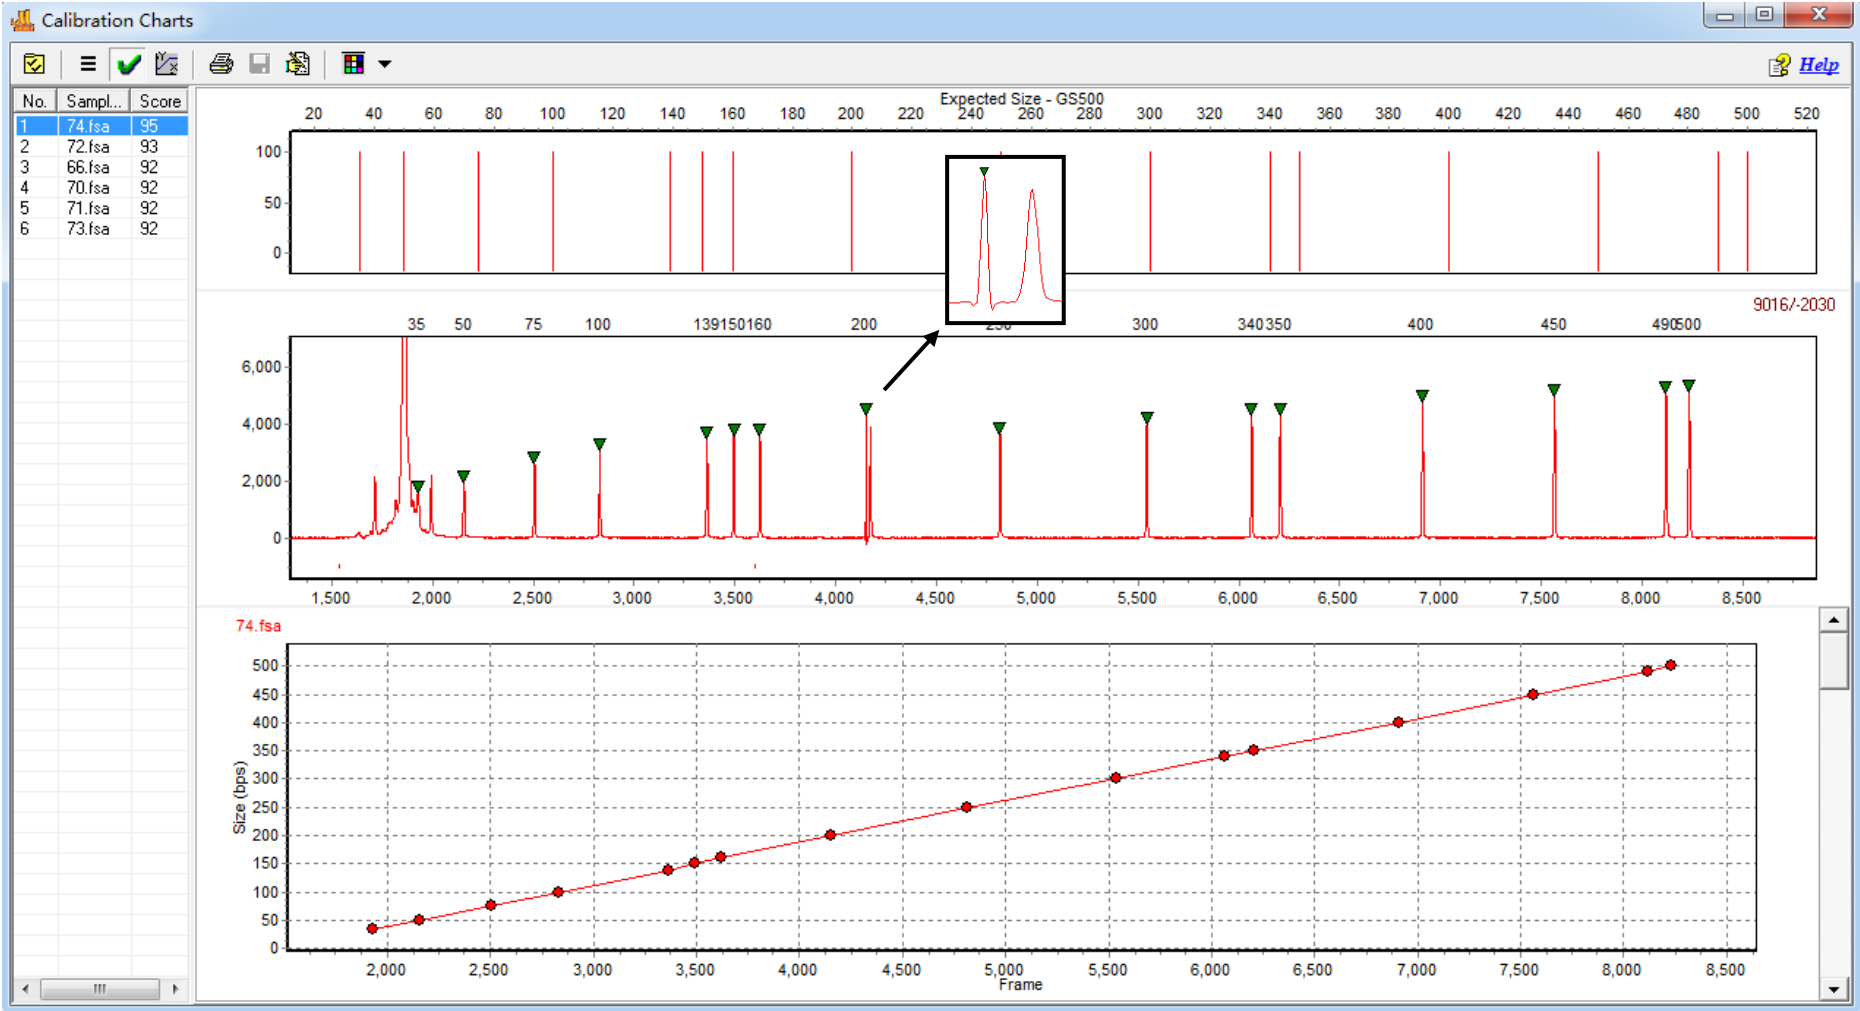 Calibration Charts
Help
No. Sampl... Score
1 74.fsa 95
2 72.fsa 93
3 66.fsa 92
4 70.fsa 92
5 71.fsa 92
6 73.fsa 92
Expected Size - GS500
20 40 60 80 100 120 140 160 180 200 220 240 260 280 300 320 340 360 380 400 420 440 460 480 500 520
100
50
0
9016/-2030
35 50 75 100 139 150 160 200 250 300 340 350 400 450 490 500
6,000
4,000
2,000
0
1,500 2,000 2,500 3,000 3,500 4,000 4,500 5,000 5,500 6,000 6,500 7,000 7,500 8,000 8,500
74.fsa
Size (bps)
500
450
400
350
300
250
200
150
100
50
0
2,000 2,500 3,000 3,500 4,000 4,500 5,000 5,500 6,000 6,500 7,000 7,500 8,000 8,500
Frame